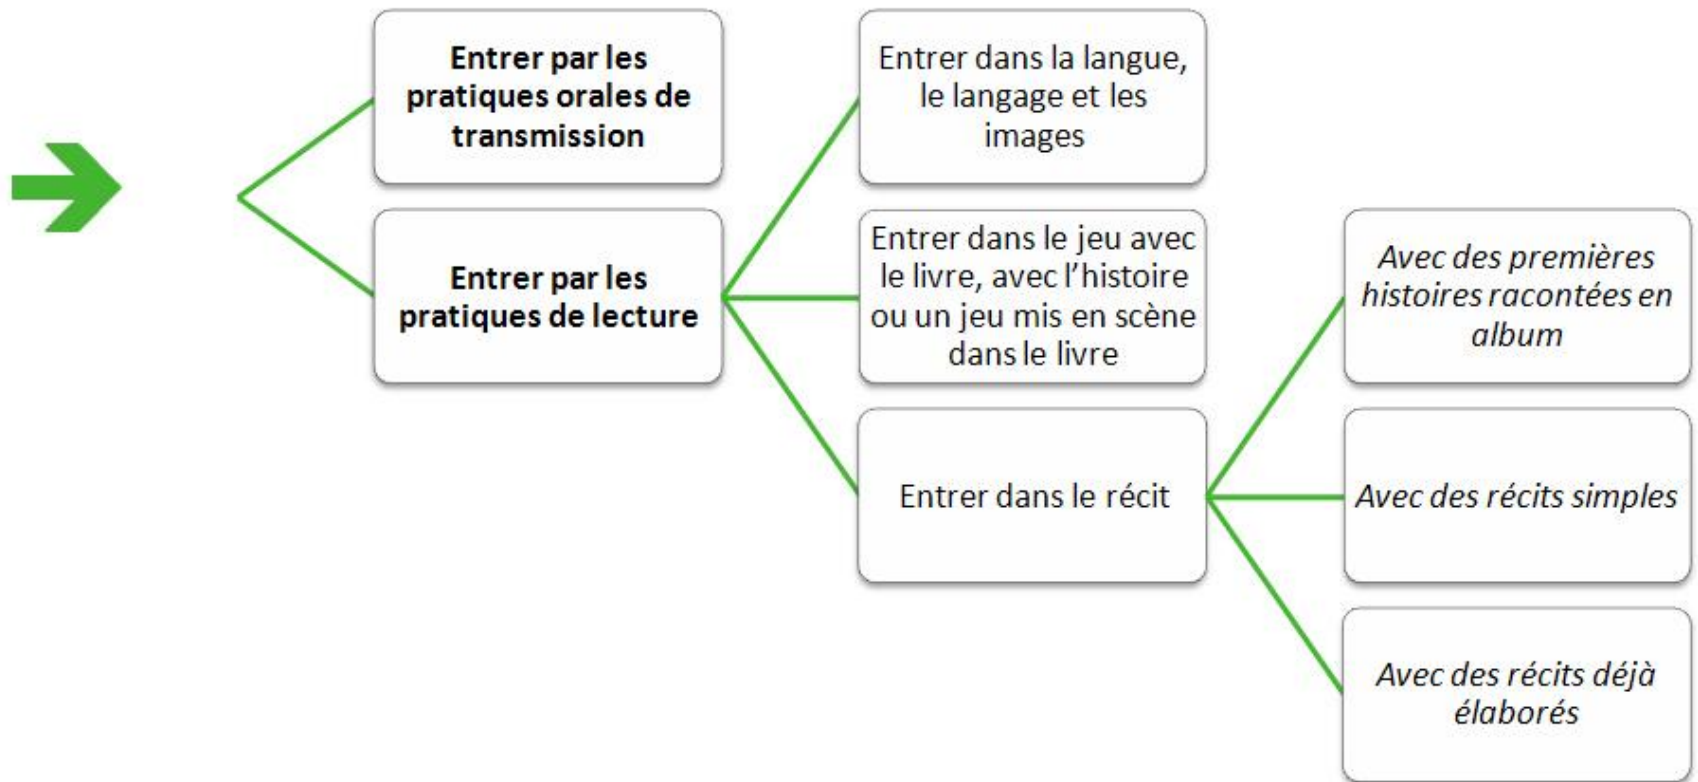 Entrer par les
pratiques orales de
transmission
Entrer par les
pratiques de lecture
Entrer dans la langue,
le langage et les
images
Entrer dans le jeu avec
le livre, avec l’histoire
ou un jeu mis en scène
dans le livre
Entrer dans le récit
Avec des premières
histoires racontées en
album
Avec des récits simples
Avec des récits déjà
élaborés